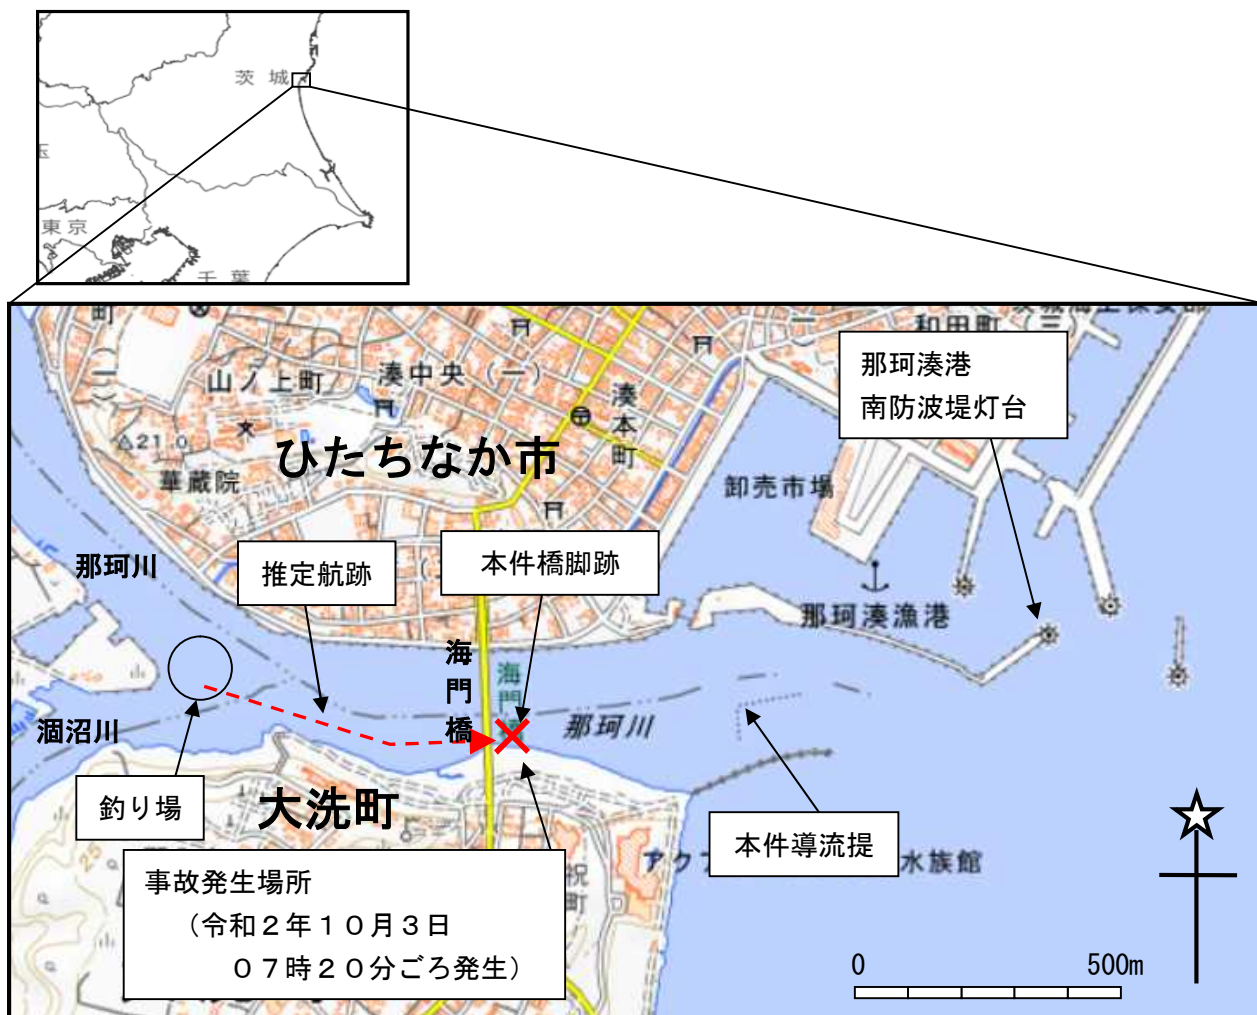 茨城
東京
千葉
和田町（三）
那珂湊港
南防波堤灯台
山ノ上町
湊中央（一）
湊本町
21.0
ひたちなか市
華蔵院
卸売市場
那珂川
推定航跡
本件橋脚跡
那珂湊漁港
海門橋
海門橋
那珂川
涸沼川
釣り場
大洗町
本件導流提
水族館
祝町
事故発生場所
（令和２年１０月３日
０７時２０分ごろ発生）
0 500m